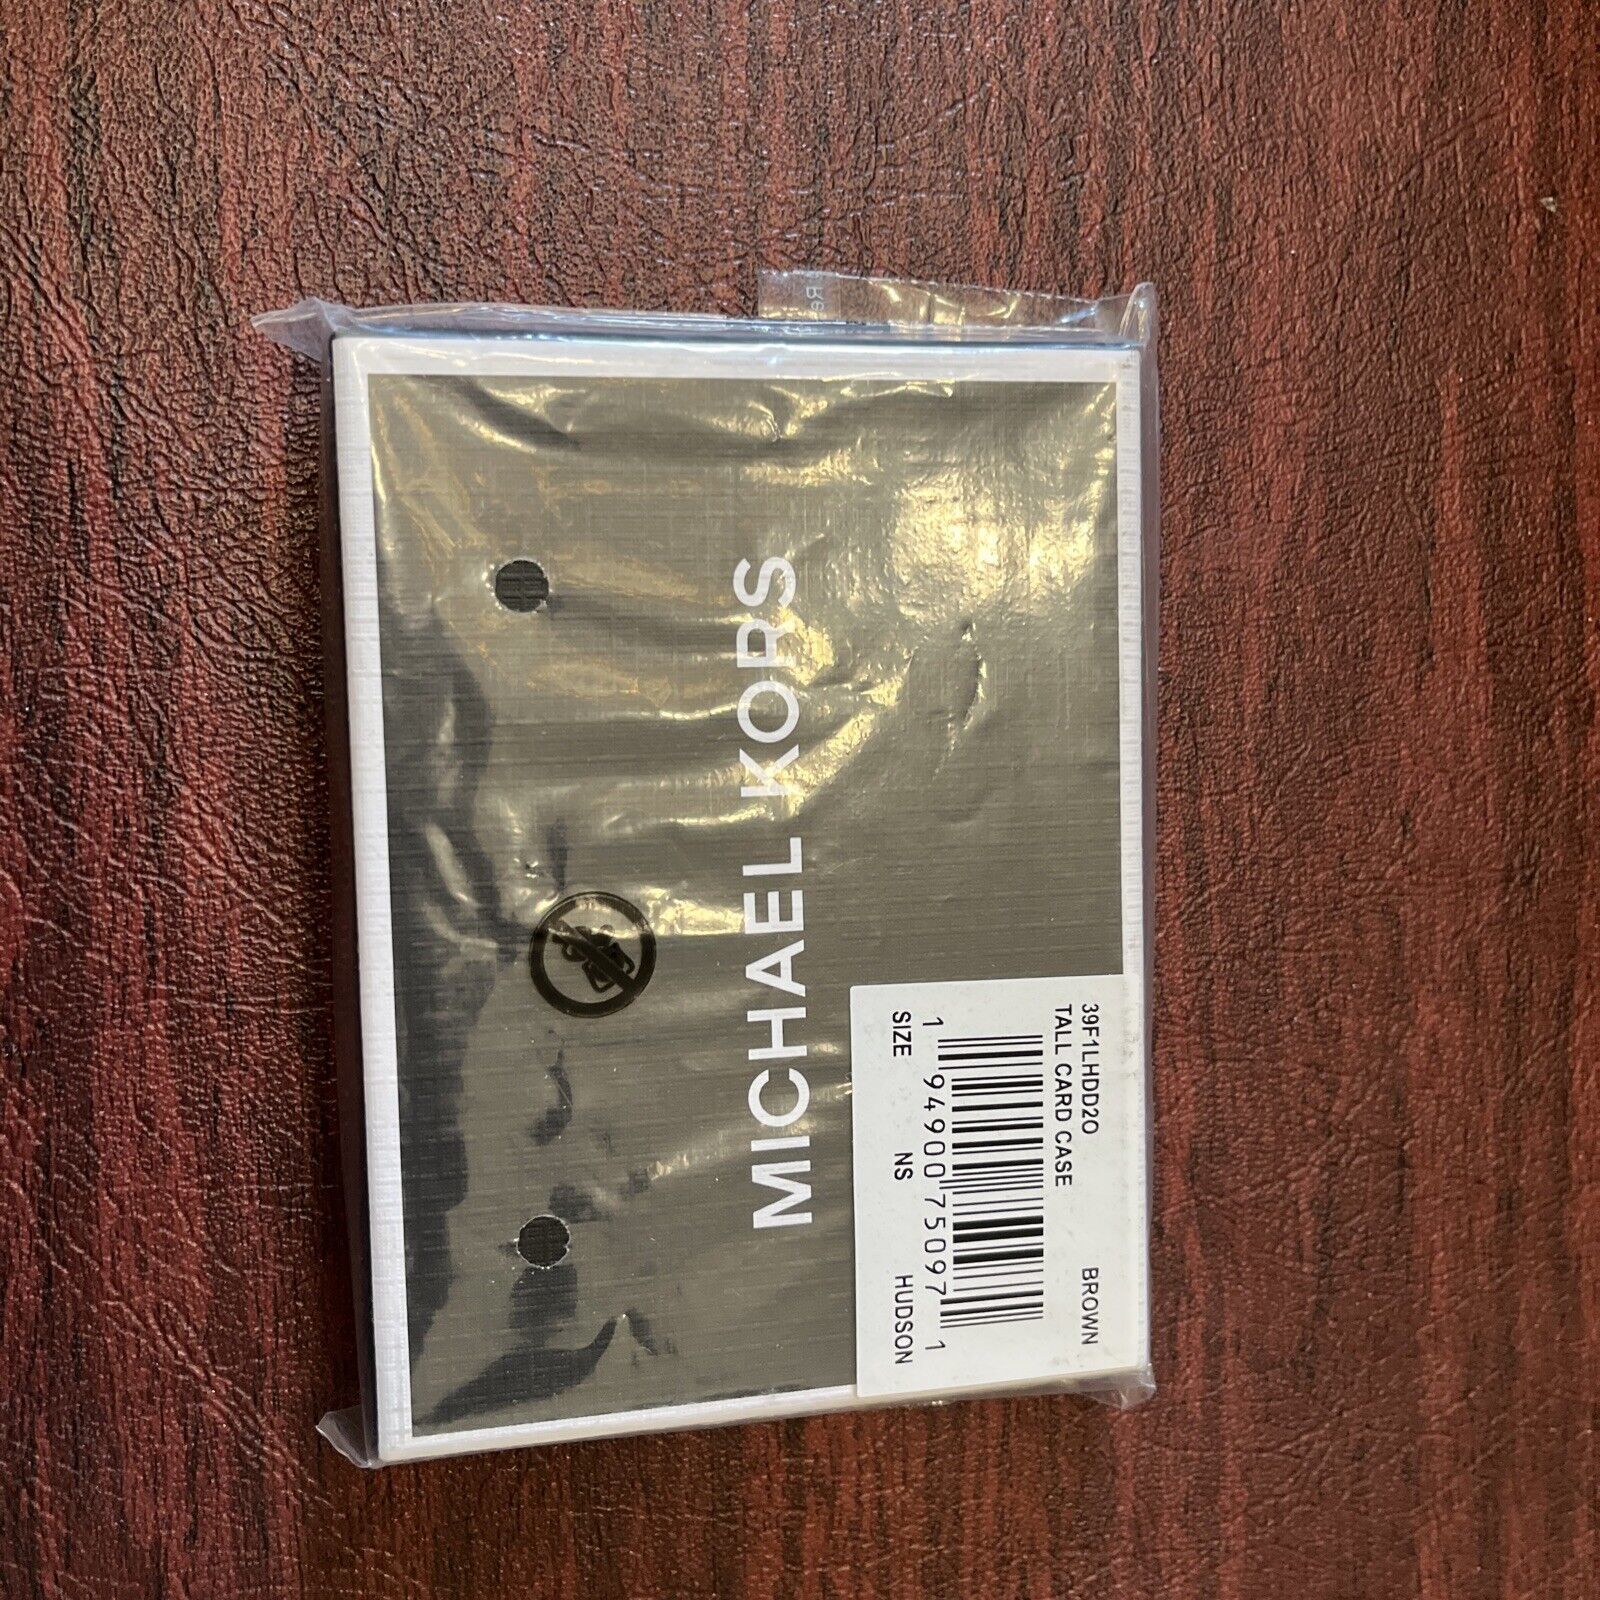 MICHAEL KORS
39F1LHDD2O BROWN
TALL CARD CASE
1 94900 75097 1
SIZE NS HUDSON